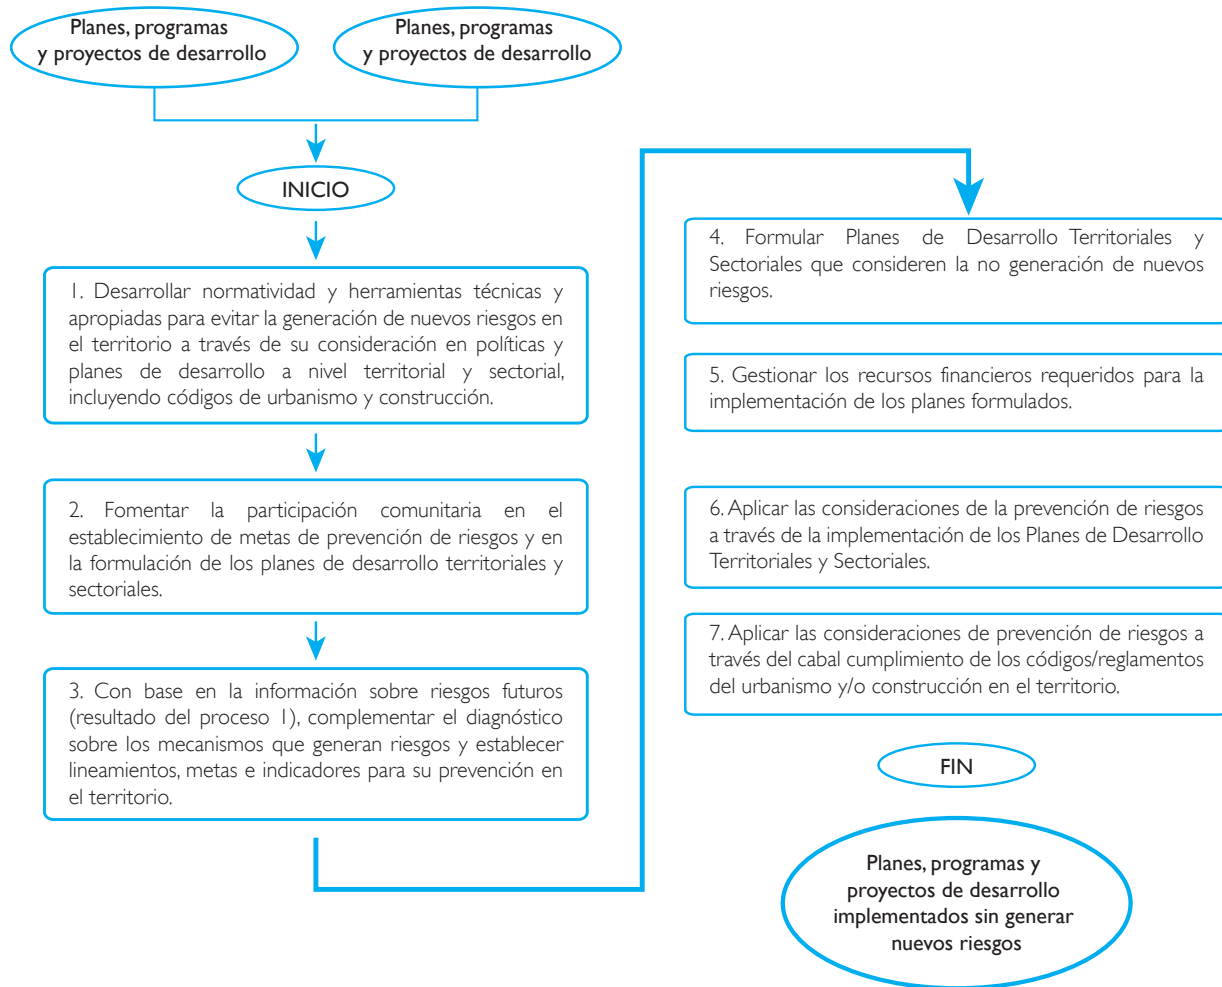 Planes, programas
y proyectos de desarrollo
Planes, programas
y proyectos de desarrollo
INICIO
1. Desarrollar normatividad y herramientas técnicas y
apropiadas para evitar la generación de nuevos riesgos en
el territorio a través de su consideración en políticas y
planes de desarrollo a nivel territorial y sectorial,
incluyendo códigos de urbanismo y construcción.
2. Fomentar la participación comunitaria en el
establecimiento de metas de prevención de riesgos y en
la formulación de los planes de desarrollo territoriales y
sectoriales.
3. Con base en la información sobre riesgos futuros
(resultado del proceso 1), complementar el diagnóstico
sobre los mecanismos que generan riesgos y establecer
lineamientos, metas e indicadores para su prevención en
el territorio.
4. Formular Planes de Desarrollo Territoriales y
Sectoriales que consideren la no generación de nuevos
riesgos.
5. Gestionar los recursos financieros requeridos para la
implementación de los planes formulados.
6. Aplicar las consideraciones de la prevención de riesgos
a través de la implementación de los Planes de Desarrollo
Territoriales y Sectoriales.
7. Aplicar las consideraciones de prevención de riesgos a
través del cabal cumplimiento de los códigos/reglamentos
del urbanismo y/o construcción en el territorio.
FIN
Planes, programas y
proyectos de desarrollo
implementados sin generar
nuevos riesgos